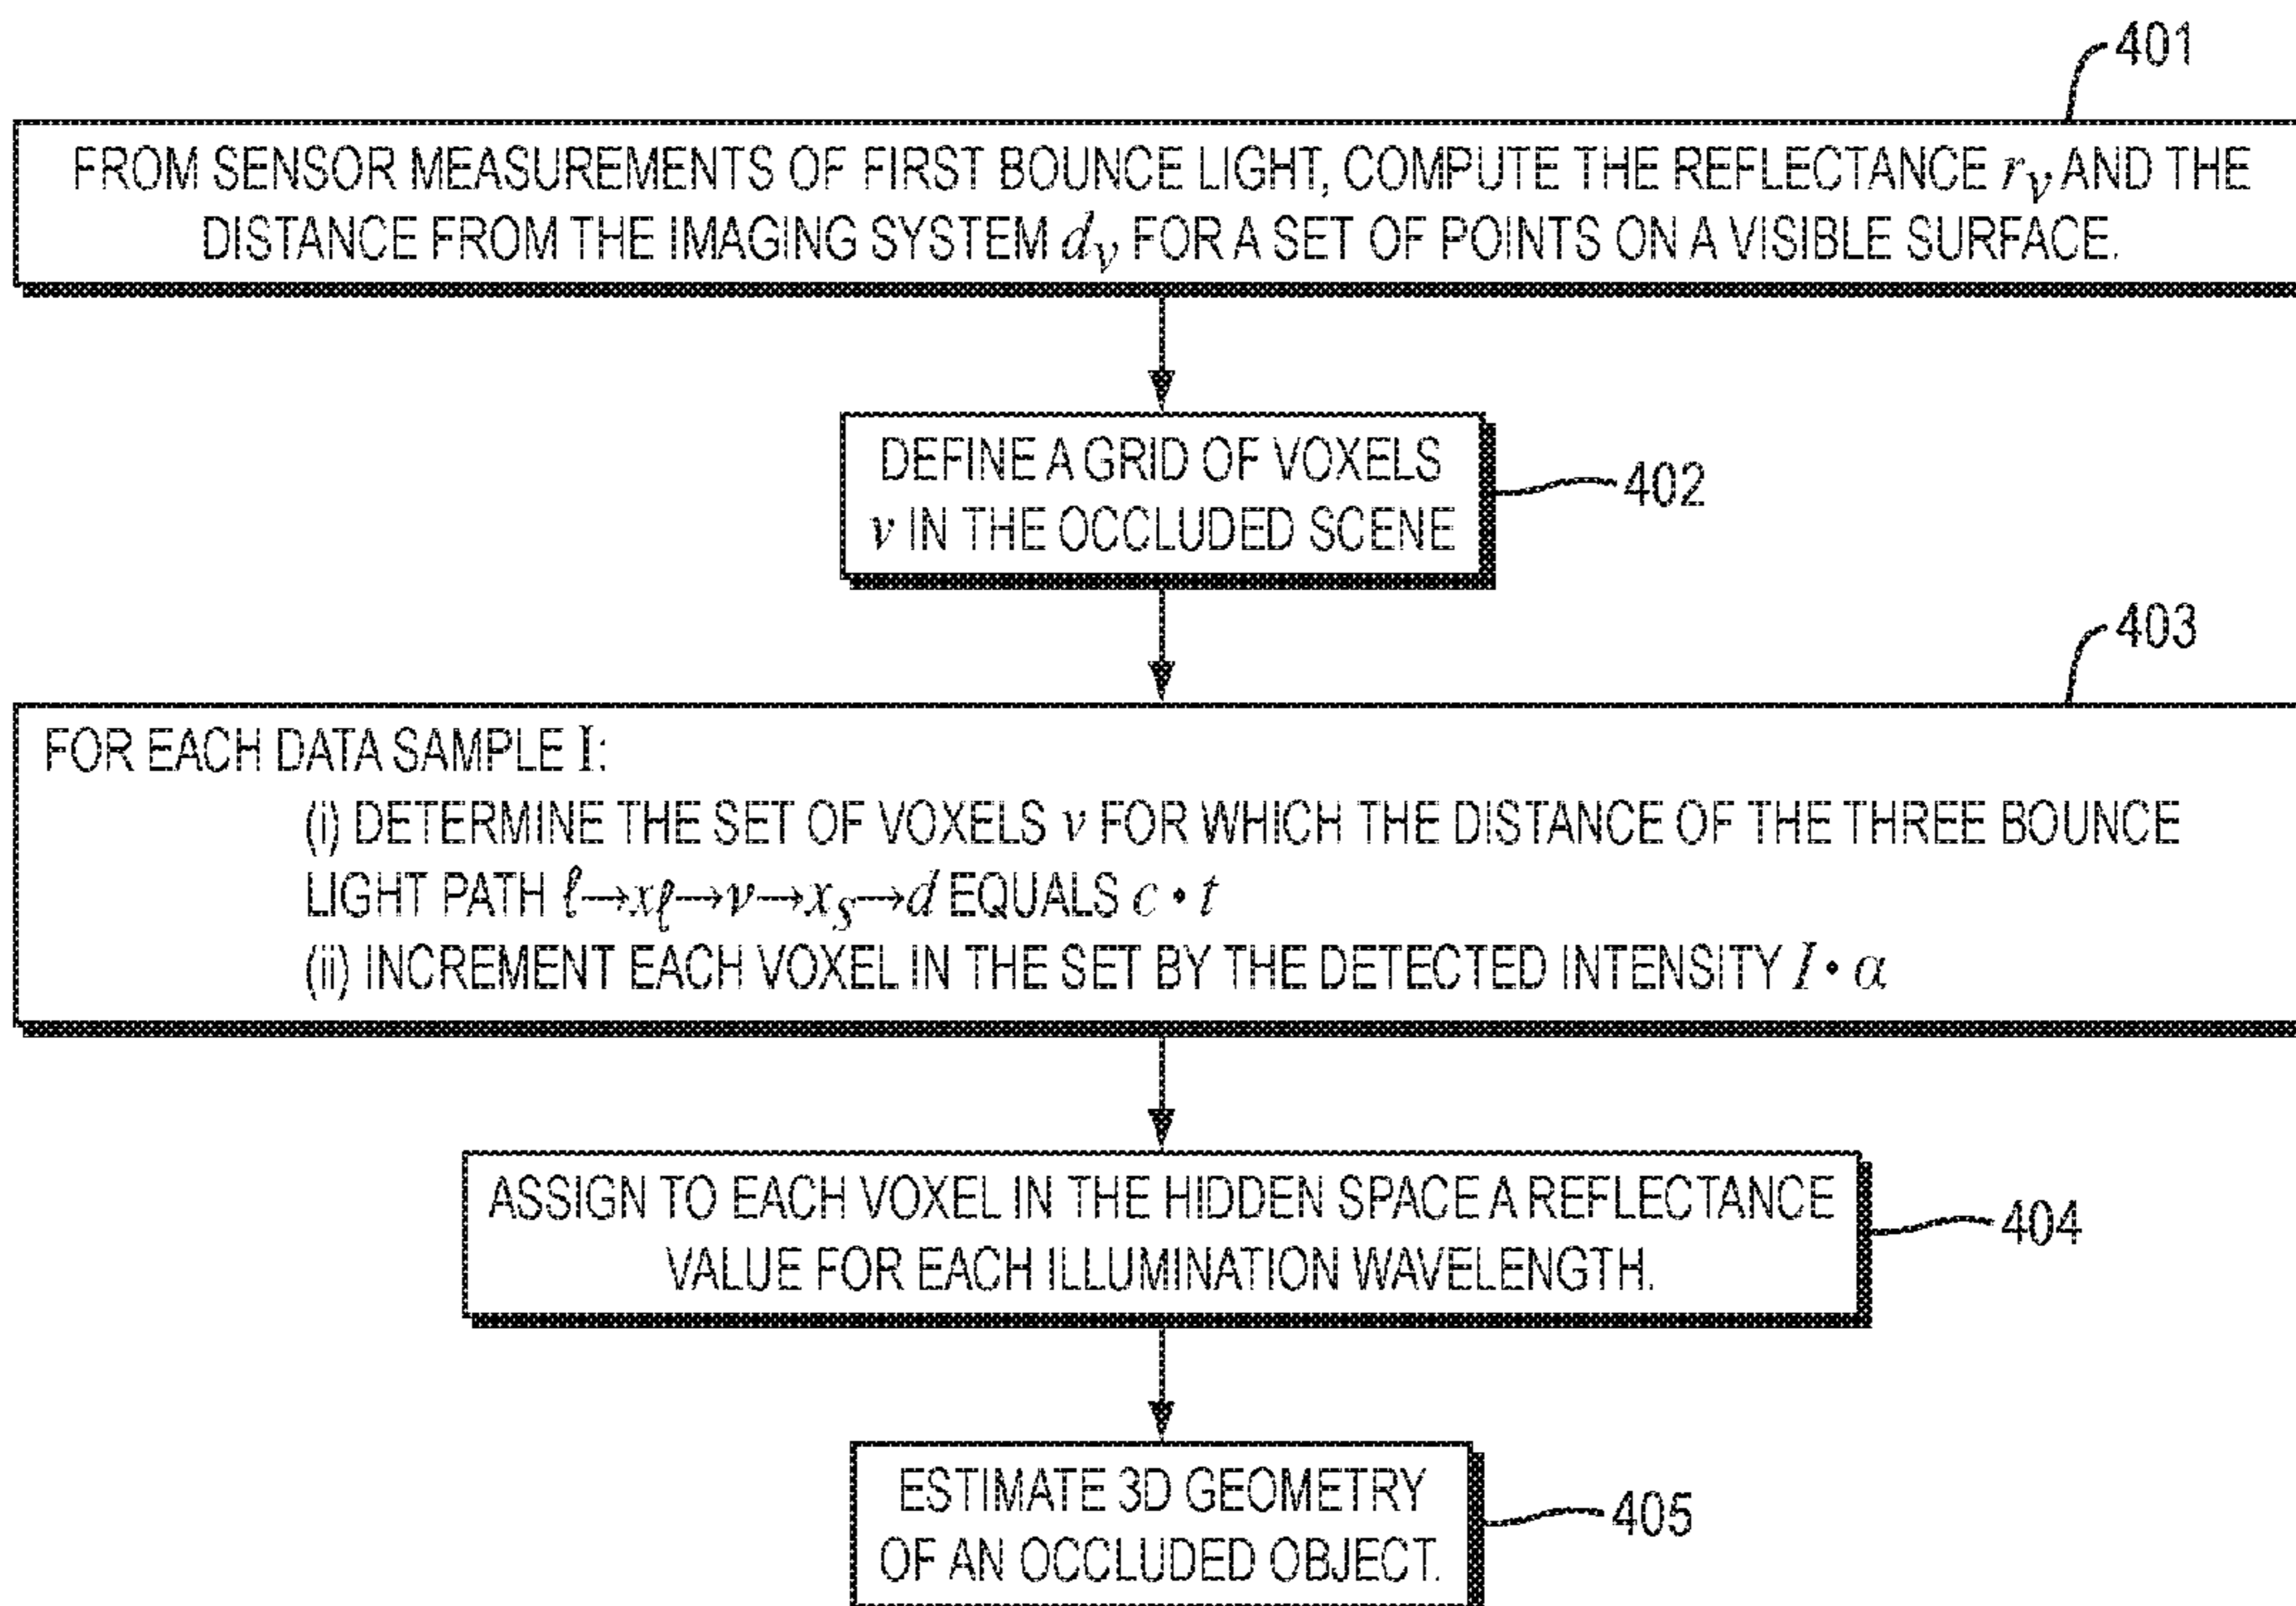 401
FROM SENSOR MEASUREMENTS OF FIRST BOUNCE LIGHT, COMPUTE THE REFLECTANCE rᵥ AND THE
DISTANCE FROM THE IMAGING SYSTEM dᵥ FOR A SET OF POINTS ON A VISIBLE SURFACE.
DEFINE A GRID OF VOXELS
v IN THE OCCLUDED SCENE
402
403
FOR EACH DATA SAMPLE I:
(i) DETERMINE THE SET OF VOXELS v FOR WHICH THE DISTANCE OF THE THREE BOUNCE
LIGHT PATH ℓ→x_ℓ→v→x_s→d EQUALS c • t
(ii) INCREMENT EACH VOXEL IN THE SET BY THE DETECTED INTENSITY I • α
ASSIGN TO EACH VOXEL IN THE HIDDEN SPACE A REFLECTANCE
VALUE FOR EACH ILLUMINATION WAVELENGTH.
404
ESTIMATE 3D GEOMETRY
OF AN OCCLUDED OBJECT.
405